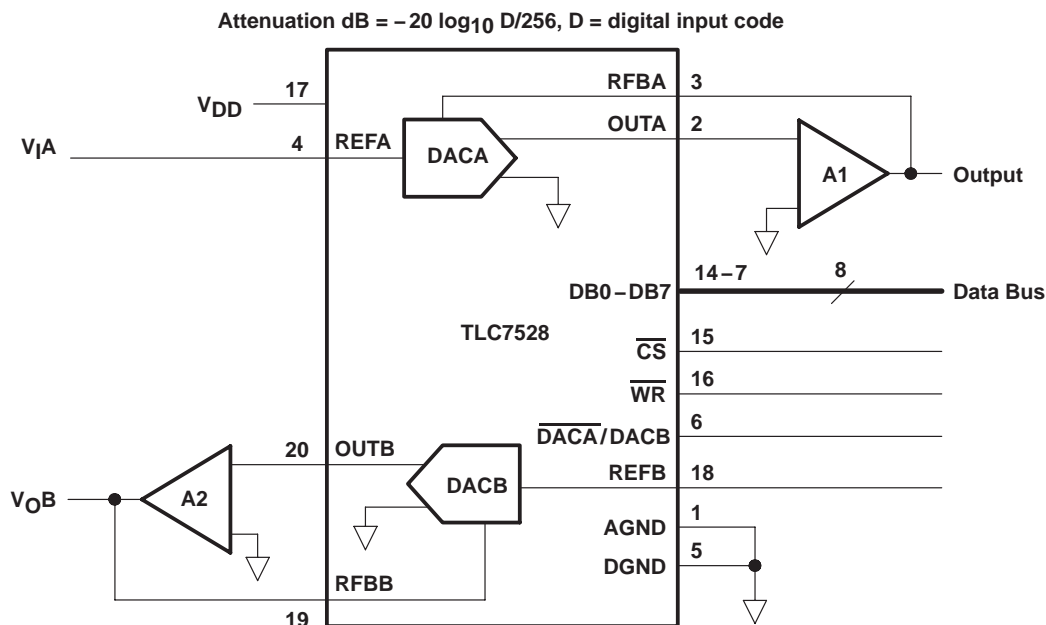 Attenuation dB = −20 log10 D/256, D = digital input code
17
VDD
RFBA
3
OUTA
2
VIA
4
REFA
DACA
A1
Output
14−7
8
DB0−DB7
Data Bus
TLC7528
CS
15
WR
16
DACA/DACB
6
20
OUTB
REFB
18
VOB
A2
DACB
AGND
1
DGND
5
RFBB
19